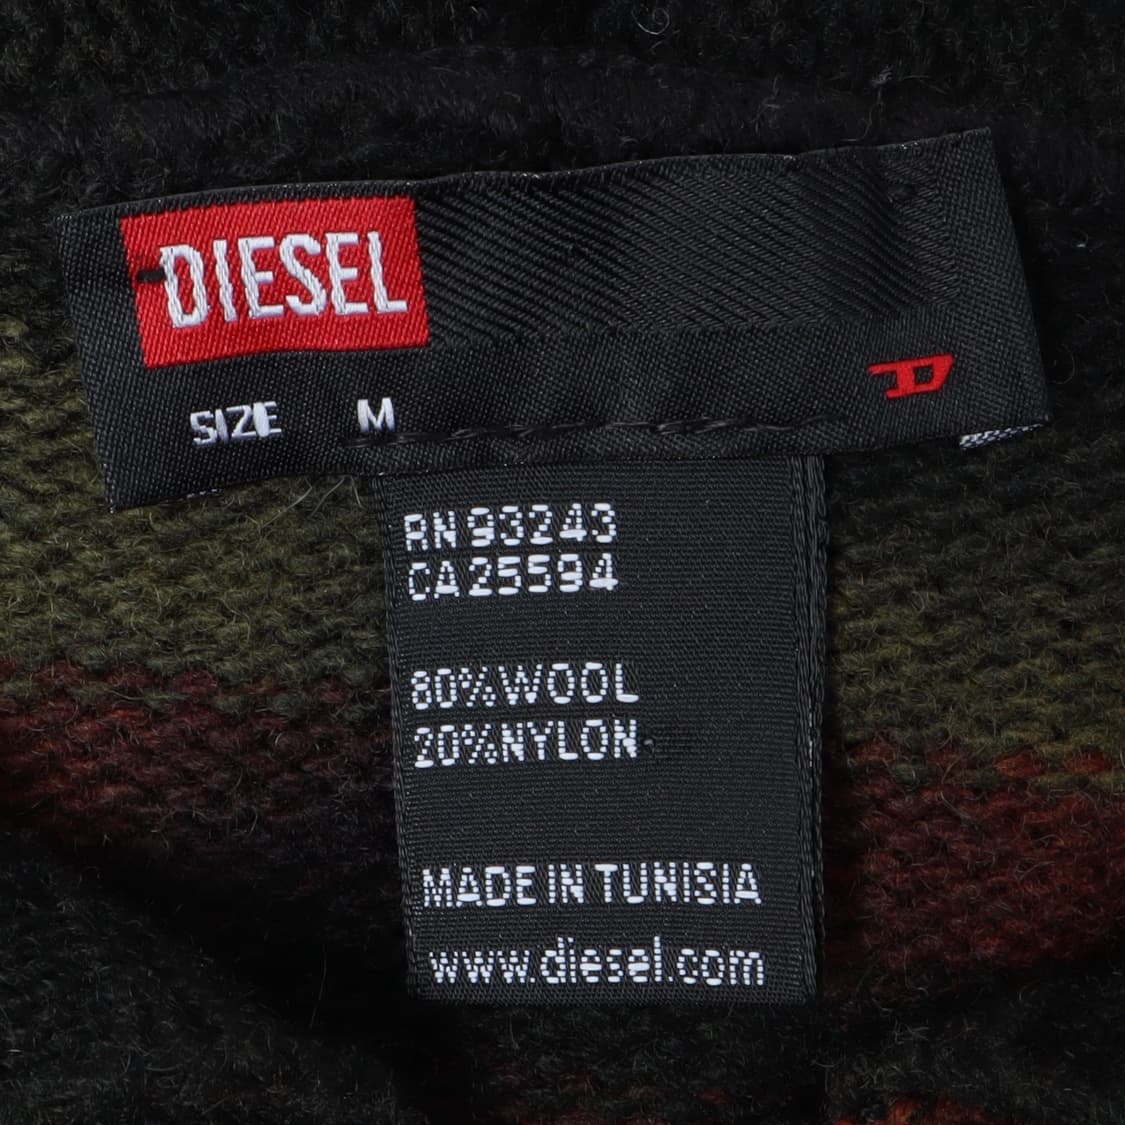 DIESEL
SIZE M
D
RN 93243
CA 25594
80%WOOL
20%NYLON
MADE IN TUNISIA
www.diesel.com